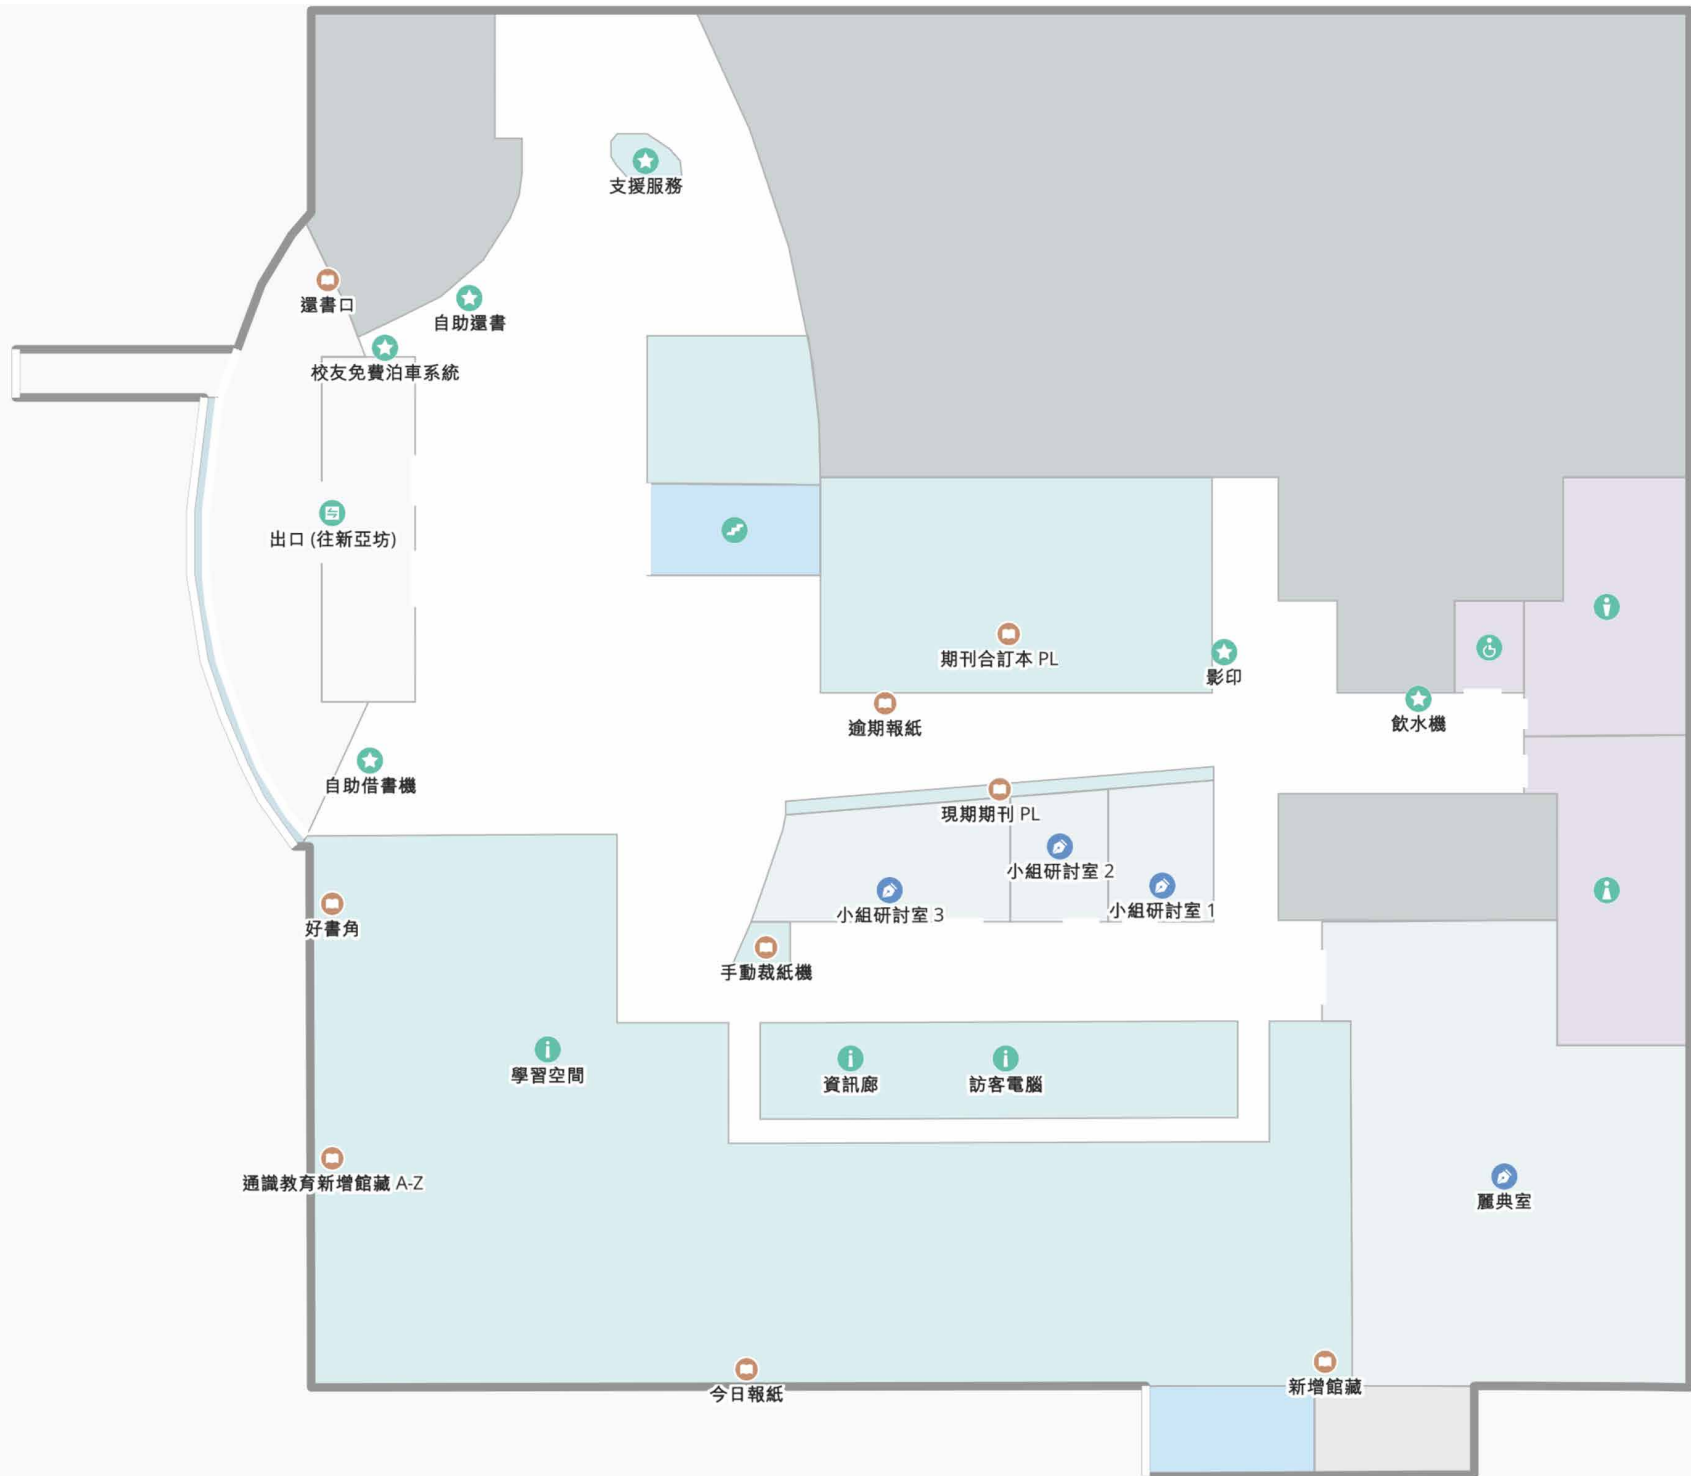 支援服務
還書口
自助還書
校友免費泊車系統
出口 (往新亞坊)
期刊合訂本 PL
影印
逾期報紙
飲水機
自助借書機
現期期刊 PL
小組研討室 2
小組研討室 3
小組研討室 1
好書角
手動裁紙機
學習空間
資訊廊
訪客電腦
通識教育新增館藏 A-Z
麗典室
今日報紙
新增館藏